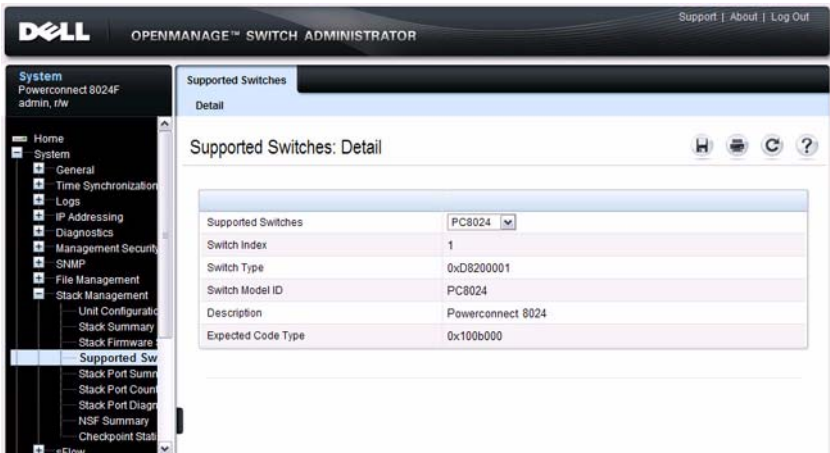 Support | About | Log Out
DELL
OPENMANAGE™ SWITCH ADMINISTRATOR
System
Powerconnect 8024F
admin, r/w
Supported Switches
Detail
Home
System
General
Time Synchronization
Logs
IP Addressing
Diagnostics
Management Security
SNMP
File Management
Stack Management
Unit Configuratio
Stack Summary
Stack Firmware
Supported Sw
Stack Port Summ
Stack Port Count
Stack Port Diagn
NSF Summary
Checkpoint Stati
sFlow
Supported Switches: Detail
Supported Switches PC8024
Switch Index 1
Switch Type 0xD8200001
Switch Model ID PC8024
Description Powerconnect 8024
Expected Code Type 0x100b000